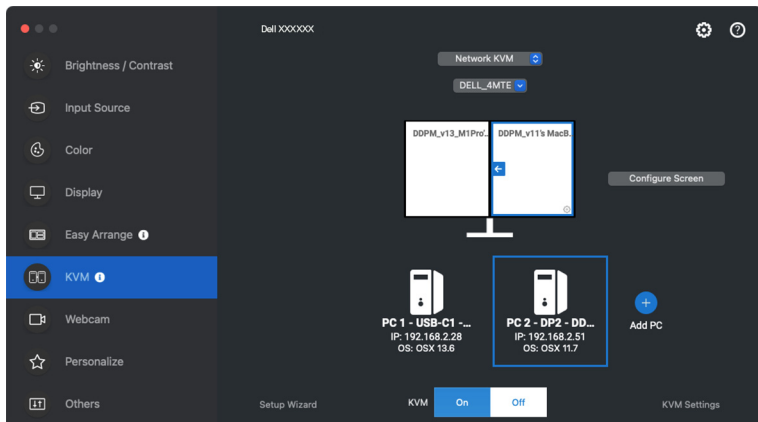 Dell XXXXXX
Brightness / Contrast
Input Source
Color
Display
Easy Arrange
KVM
Webcam
Personalize
Others
Network KVM
DELL_4MTE
DDPM_v13_M1Pro'..
DDPM_v11's MacB..
Configure Screen
PC 1 - USB-C1 -...
IP: 192.168.2.28
OS: OSX 13.6
PC 2 - DP2 - DD...
IP: 192.168.2.51
OS: OSX 11.7
Add PC
Setup Wizard
KVM
On
Off
KVM Settings